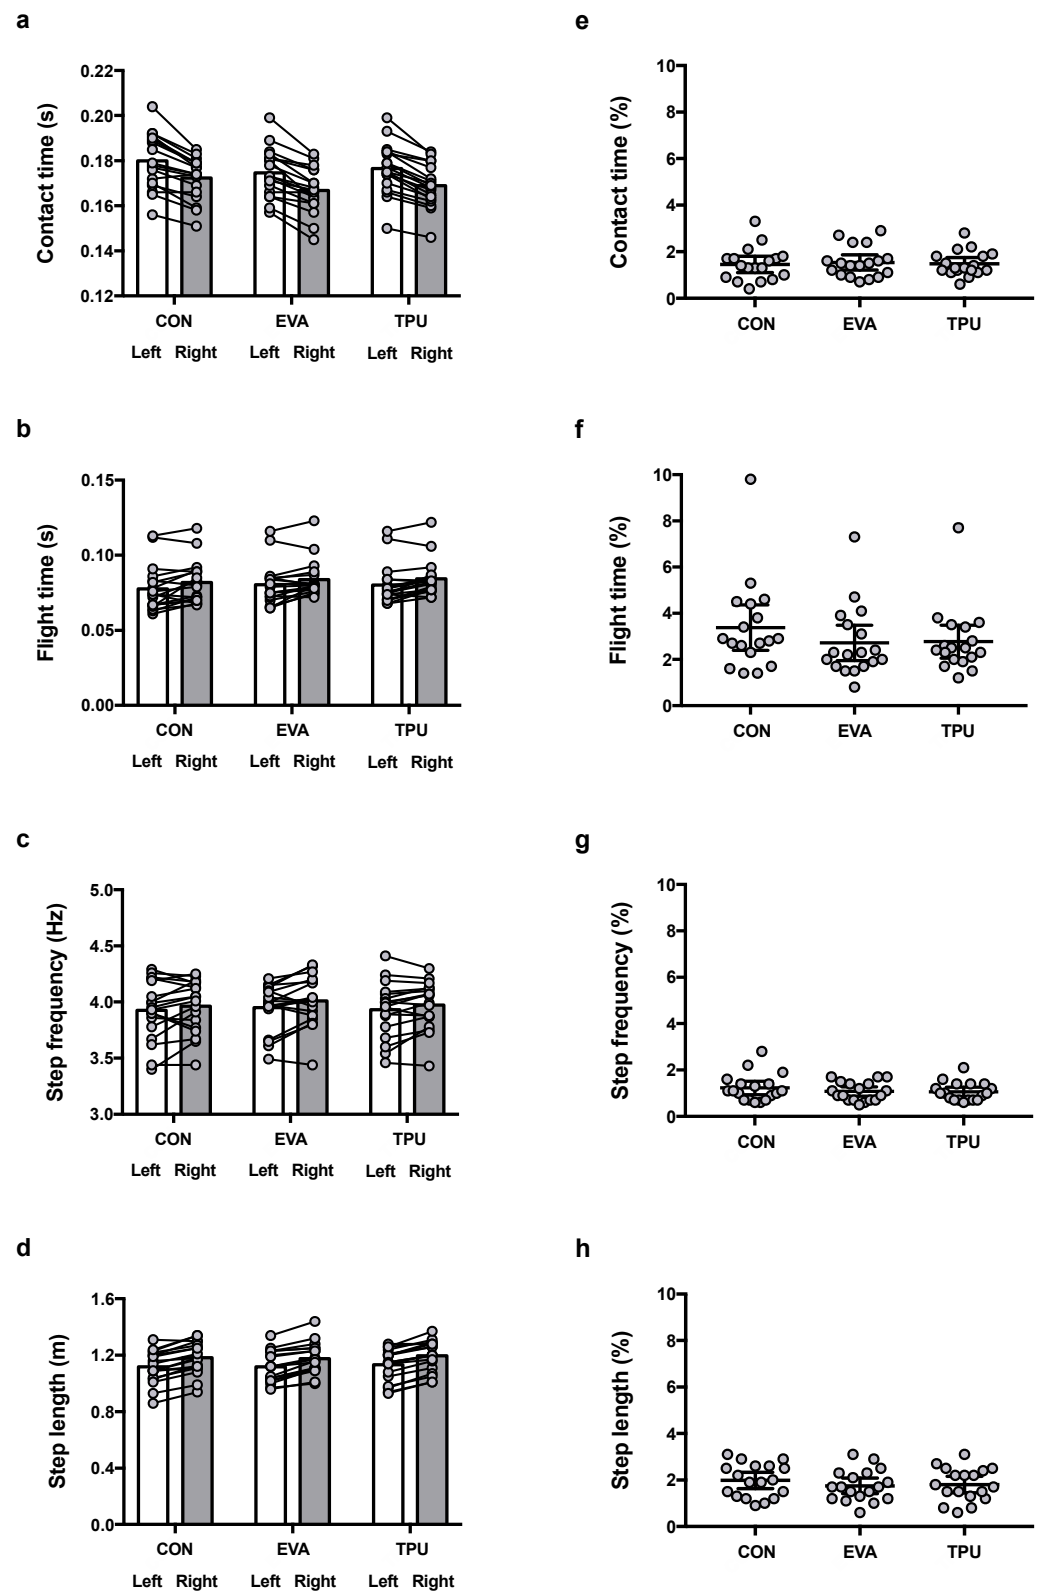 a
Contact time (s)
0.22
0.20
0.18
0.16
0.14
0.12
CON EVA TPU
Left Right Left Right Left Right
e
Contact time (%)
10
8
6
4
2
0
CON EVA TPU
b
Flight time (s)
0.15
0.10
0.05
0.00
CON EVA TPU
Left Right Left Right Left Right
f
Flight time (%)
10
8
6
4
2
0
CON EVA TPU
c
Step frequency (Hz)
5.0
4.5
4.0
3.5
3.0
CON EVA TPU
Left Right Left Right Left Right
g
Step frequency (%)
10
8
6
4
2
0
CON EVA TPU
d
Step length (m)
1.6
1.2
0.8
0.4
0.0
CON EVA TPU
Left Right Left Right Left Right
h
Step length (%)
10
8
6
4
2
0
CON EVA TPU